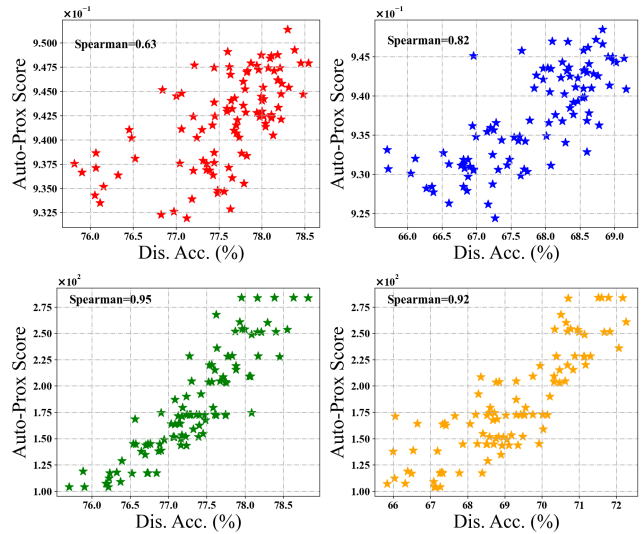 ×10⁻¹
Spearman=0.63
9.500
9.475
9.450
9.425
9.400
9.375
9.350
9.325
Auto-Prox Score
76.0 76.5 77.0 77.5 78.0 78.5
Dis. Acc. (%)
×10⁻¹
Spearman=0.82
9.45
9.40
9.35
9.30
9.25
Auto-Prox Score
66.0 66.5 67.0 67.5 68.0 68.5 69.0
Dis. Acc. (%)
×10²
Spearman=0.95
2.75
2.50
2.25
2.00
1.75
1.50
1.25
1.00
Auto-Prox Score
76.0 76.5 77.0 77.5 78.0 78.5
Dis. Acc. (%)
×10²
Spearman=0.92
2.75
2.50
2.25
2.00
1.75
1.50
1.25
1.00
Auto-Prox Score
66 67 68 69 70 71 72
Dis. Acc. (%)